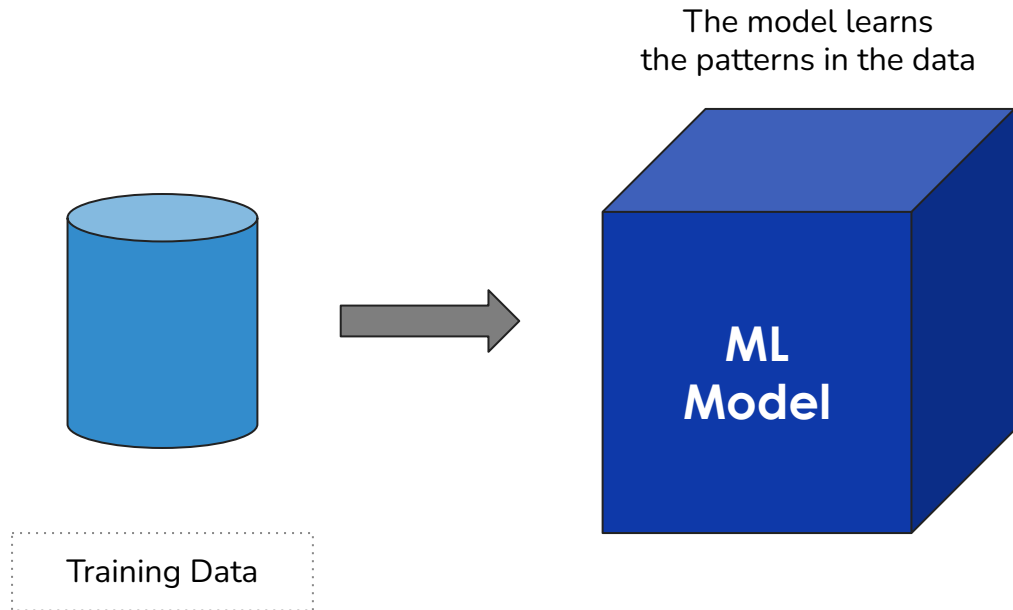 The model learns
the patterns in the data
ML
Model
Training Data